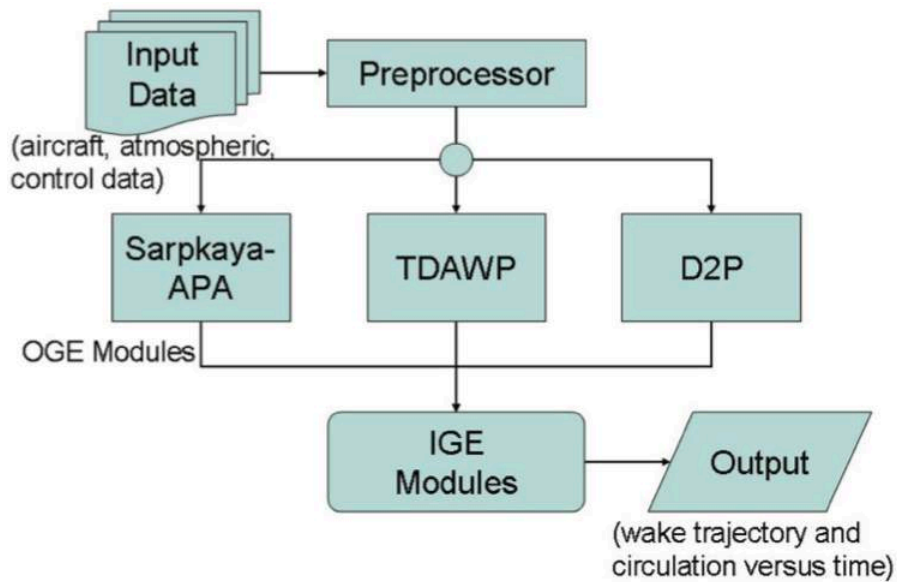 Input
Data
Preprocessor
(aircraft, atmospheric,
control data)
Sarpkaya-
APA
TDAWP
D2P
OGE Modules
IGE
Modules
Output
(wake trajectory and
circulation versus time)